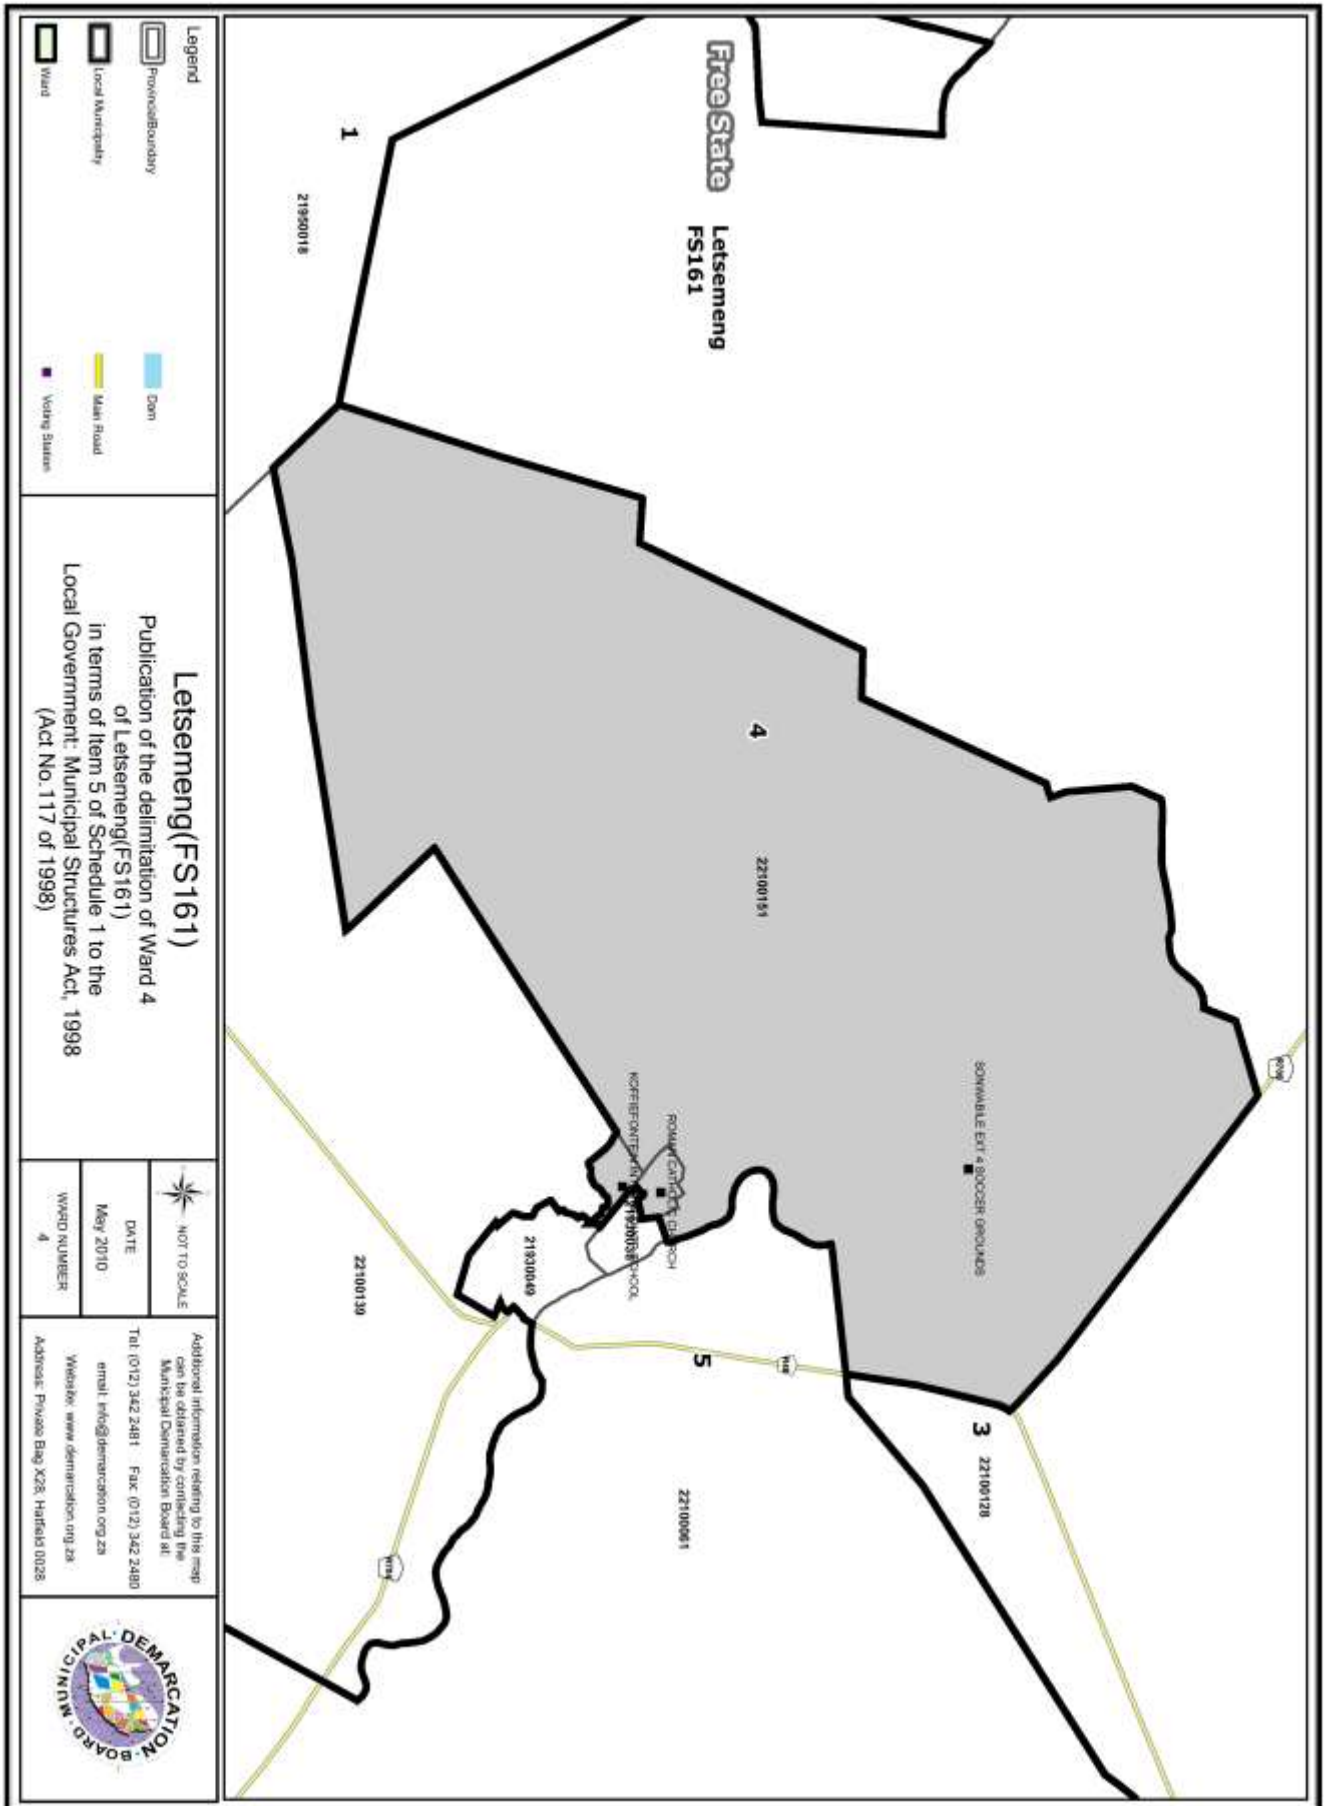 Free State
Letsemeng
FS161
1
21950018
4
22100151
SONWABILE EXT 4 SOCCER GROUNDS
ROMAN CATHOLIC CHURCH
21930049
22100139
5
3
22100128
22100061
Legend
ProvincialBoundary
Local Municipality
Ward
Dam
Main Road
Voting Station
Letsemeng(FS161)
Publication of the delimitation of Ward 4
of Letsemeng(FS161)
in terms of Item 5 of Schedule 1 to the
Local Government: Municipal Structures Act, 1998
(Act No.117 of 1998)
NOT TO SCALE
DATE
May 2010
WARD NUMBER
4
Additional information relating to this map
can be obtained by contacting the
Municipal Demarcation Board at:
Tel: (012) 342 2481 Fax: (012) 342 2480
email: info@demarcation.org.za
Website: www.demarcation.org.za
Address: Private Bag X28, Hatfield 0028
MUNICIPAL DEMARCATION BOARD